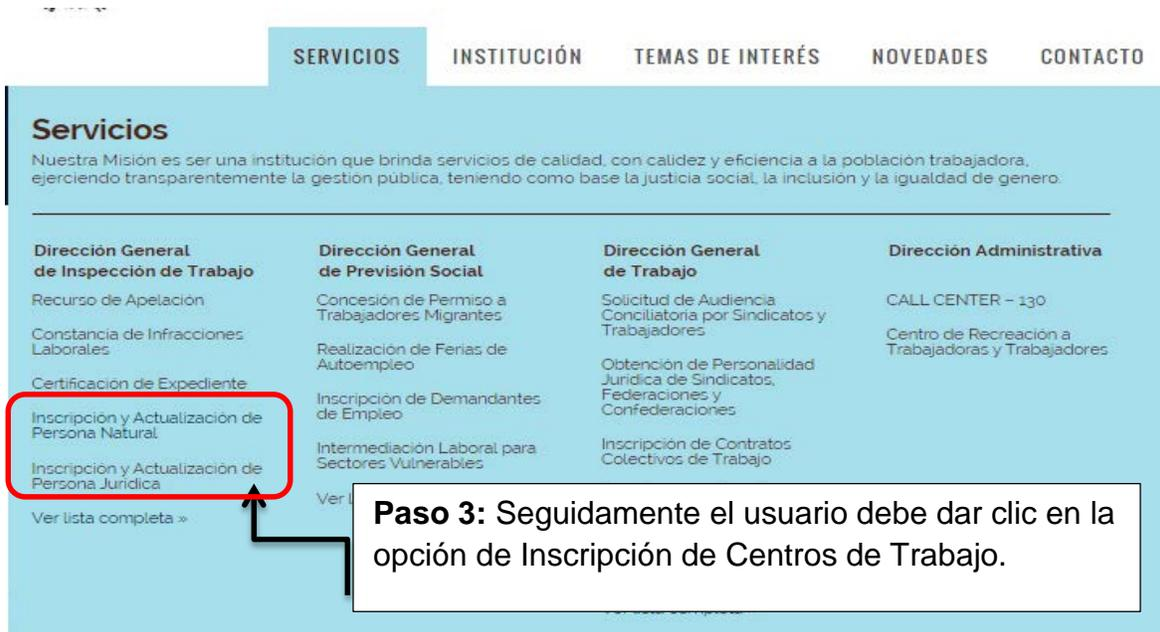 SERVICIOS
INSTITUCIÓN
TEMAS DE INTERÉS
NOVEDADES
CONTACTO
Servicios
Nuestra Misión es ser una institución que brinda servicios de calidad, con calidez y eficiencia a la población trabajadora,
ejerciendo transparentemente la gestión pública, teniendo como base la justicia social, la inclusión y la igualdad de genero.
Dirección General
de Inspección de Trabajo
Recurso de Apelación
Constancia de Infracciones
Laborales
Certificación de Expediente
Inscripción y Actualización de
Persona Natural
Inscripción y Actualización de
Persona Juridica
Ver lista completa »
Dirección General
de Previsión Social
Concesión de Permiso a
Trabajadores Migrantes
Realización de Ferias de
Autoempleo
Inscripción de Demandantes
de Empleo
Intermediación Laboral para
Sectores Vulnerables
Ver
Dirección General
de Trabajo
Solicitud de Audiencia
Conciliatoria por Sindicatos y
Trabajadores
Obtención de Personalidad
Juridica de Sindicatos,
Federaciones y
Confederaciones
Inscripción de Contratos
Colectivos de Trabajo
Dirección Administrativa
CALL CENTER – 130
Centro de Recreación a
Trabajadoras y Trabajadores
Paso 3: Seguidamente el usuario debe dar clic en la
opción de Inscripción de Centros de Trabajo.